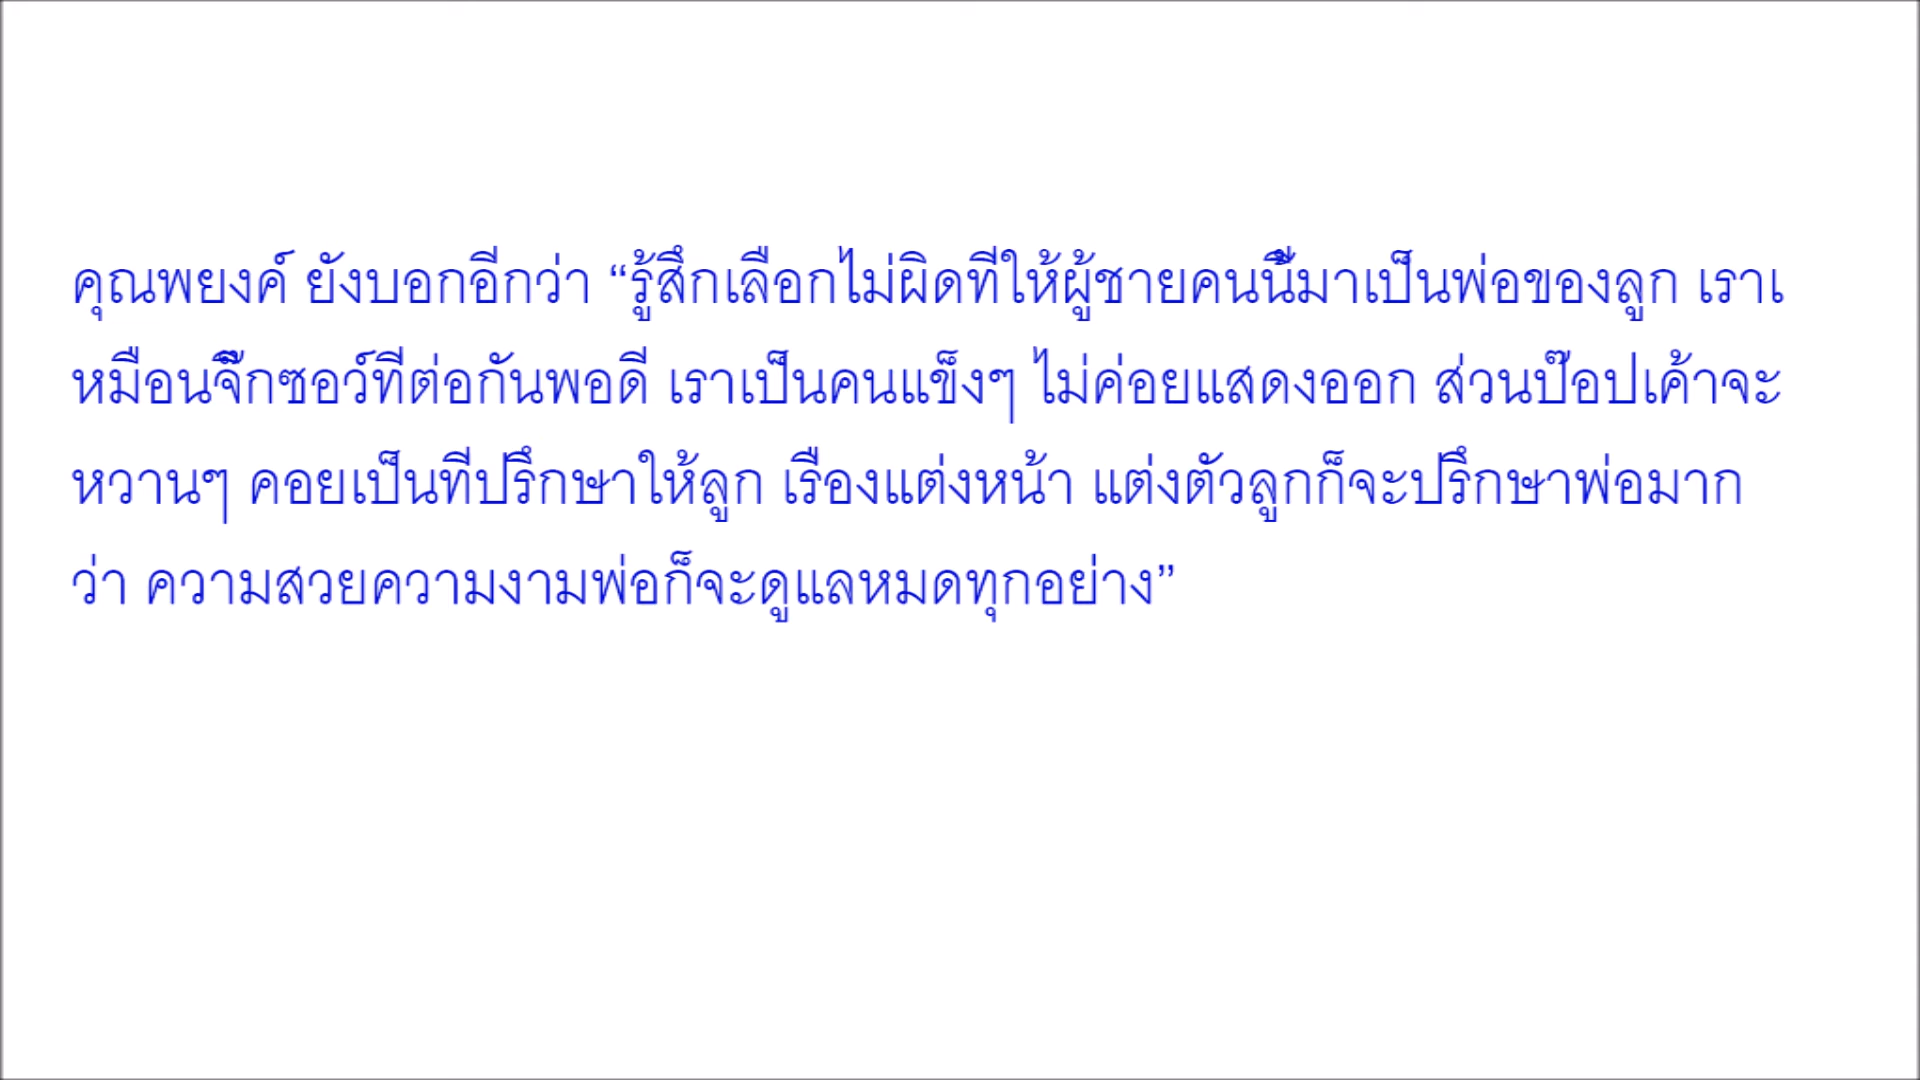 คุณพยงค์ ยังบอกอีกว่า “รู้สึกเลือกไม่ผิดที่ให้ผู้ชายคนนี้มาเป็นพ่อของลูก เราเ
หมือนจิ๊กซอว์ที่ต่อกันพอดี เราเป็นคนแข็งๆ ไม่ค่อยแสดงออก ส่วนป๊อปเค้าจะ
หวานๆ คอยเป็นที่ปรึกษาให้ลูก เรื่องแต่งหน้า แต่งตัวลูกก็จะปรึกษาพ่อมาก
ว่า ความสวยความงามพ่อก็จะดูแลหมดทุกอย่าง”